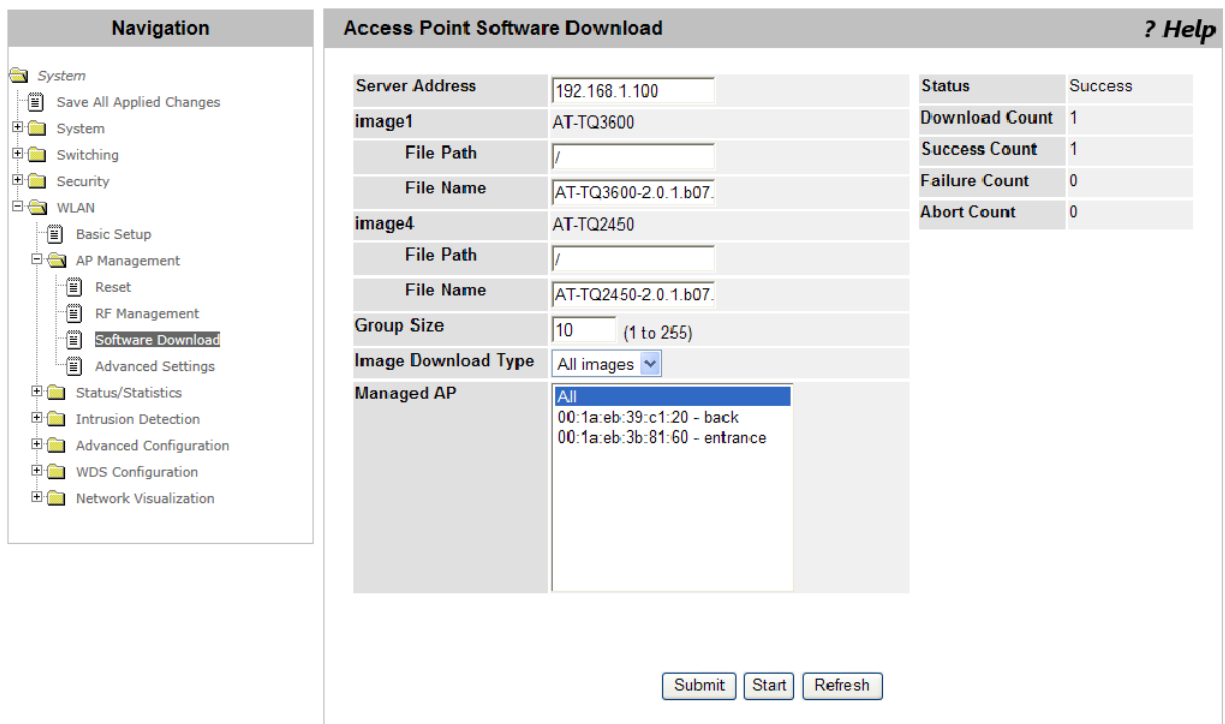 Navigation
System
Save All Applied Changes
System
Switching
Security
WLAN
Basic Setup
AP Management
Reset
RF Management
Software Download
Advanced Settings
Status/Statistics
Intrusion Detection
Advanced Configuration
WDS Configuration
Network Visualization
Access Point Software Download
? Help
Server Address 192.168.1.100
image1 AT-TQ3600
File Path /
File Name AT-TQ3600-2.0.1.b07.
image4 AT-TQ2450
File Path /
File Name AT-TQ2450-2.0.1.b07.
Group Size 10 (1 to 255)
Image Download Type All images
Managed AP All
00:1a:eb:39:c1:20 - back
00:1a:eb:3b:81:60 - entrance
Status Success
Download Count 1
Success Count 1
Failure Count 0
Abort Count 0
Submit Start Refresh